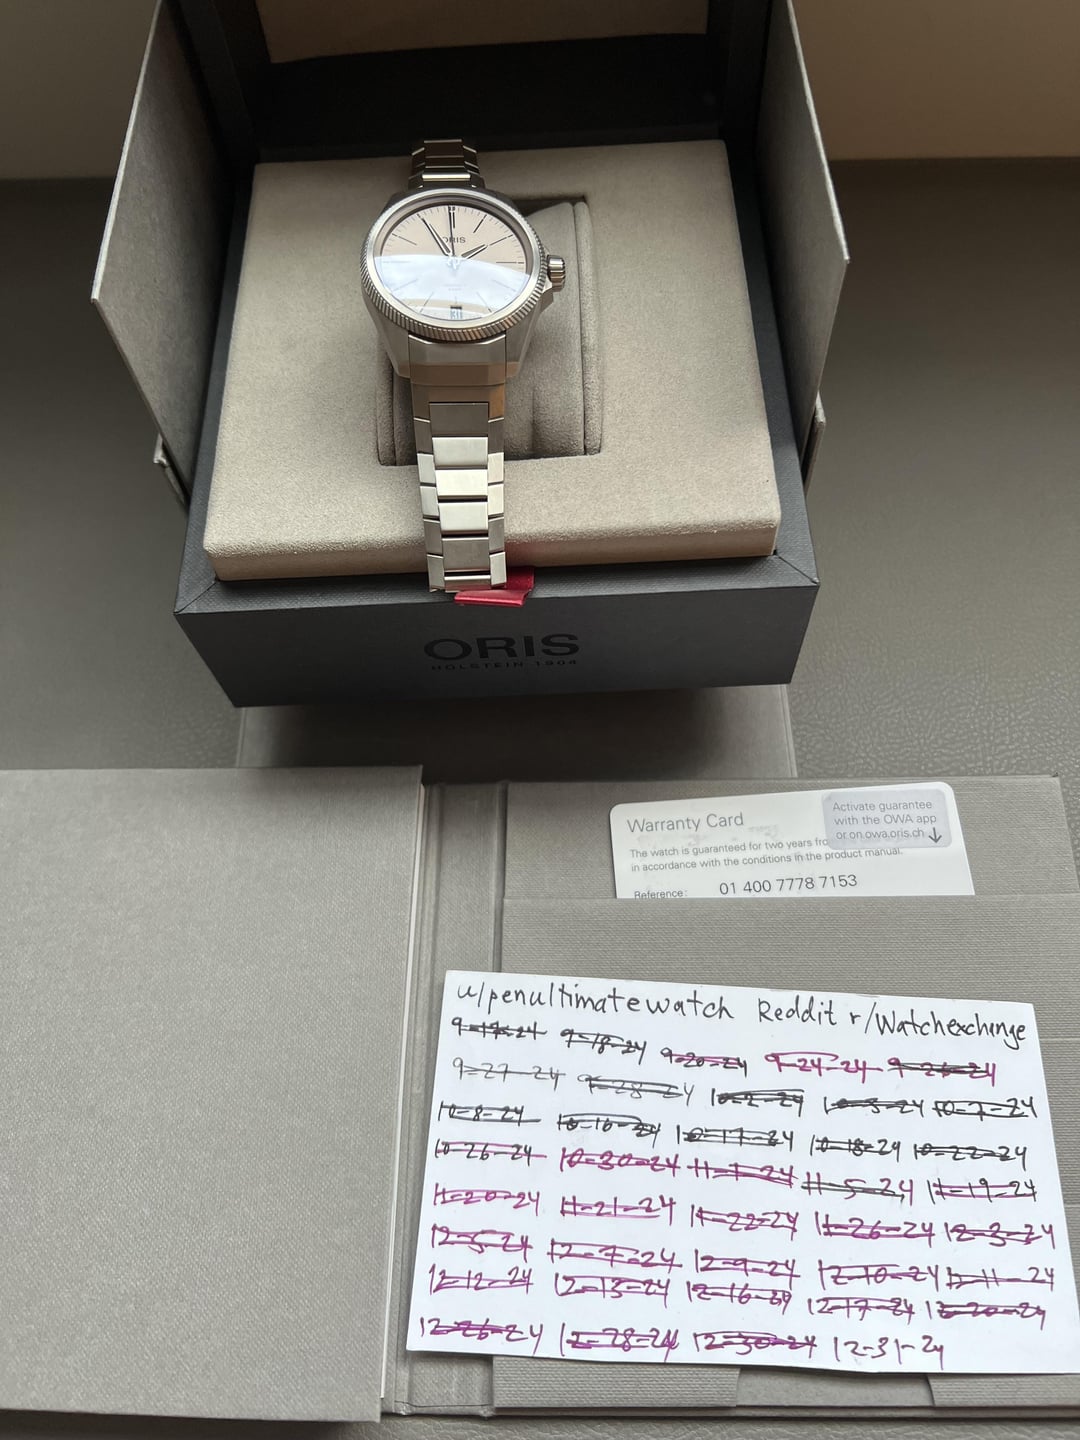 ORIS
ORIS
HOLSTEIN 1904
Warranty Card
Activate guarantee
with the OWA app
or on owa.oris.ch ↓
The watch is guaranteed for two years
in accordance with the conditions in the product manual.
Reference: 01 400 7778 7153
u/penultimatewatch Reddit r/Watchexchange
9-17-24 9-18-24 9-20-24 9-24-24 9-26-24
9-27-24 9-28-24 10-2-24 10-3-24 10-7-24
10-8-24 10-10-24 10-17-24 10-18-24 10-22-24
10-26-24 10-30-24 11-1-24 11-5-24 11-19-24
11-20-24 11-21-24 11-22-24 11-26-24 12-3-24
12-5-24 12-7-24 12-9-24 12-10-24 12-11-24
12-12-24 12-13-24 12-16-24 12-17-24 12-20-24
12-26-24 12-28-24 12-30-24 12-31-24